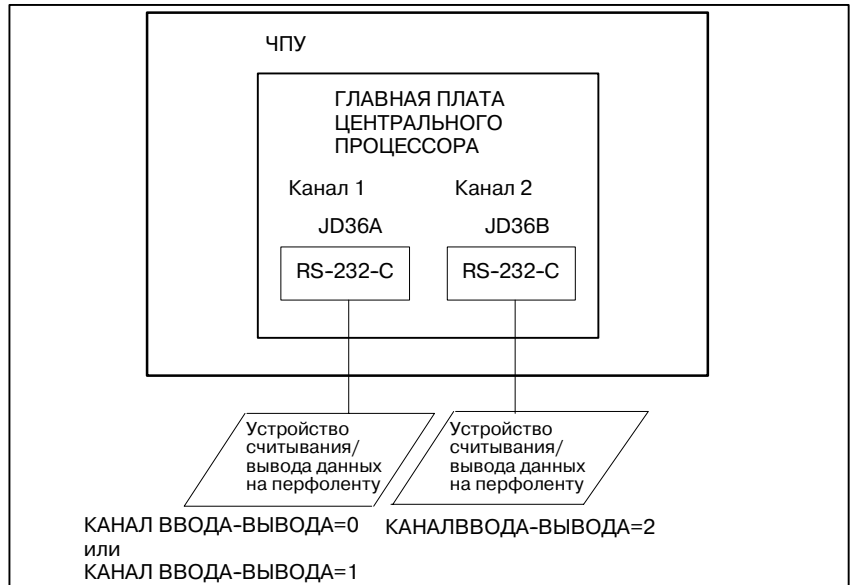 ЧПУ
ГЛАВНАЯ ПЛАТА
ЦЕНТРАЛЬНОГО
ПРОЦЕССОРА
Канал 1
Канал 2
JD36A
JD36B
RS-232-C
RS-232-C
Устройство
считывания/
вывода данных
на перфоленту
Устройство
считывания/
вывода данных
на перфоленту
КАНАЛ ВВОДА-ВЫВОДА=0
или
КАНАЛ ВВОДА-ВЫВОДА=1
КАНАЛВВОДА-ВЫВОДА=2